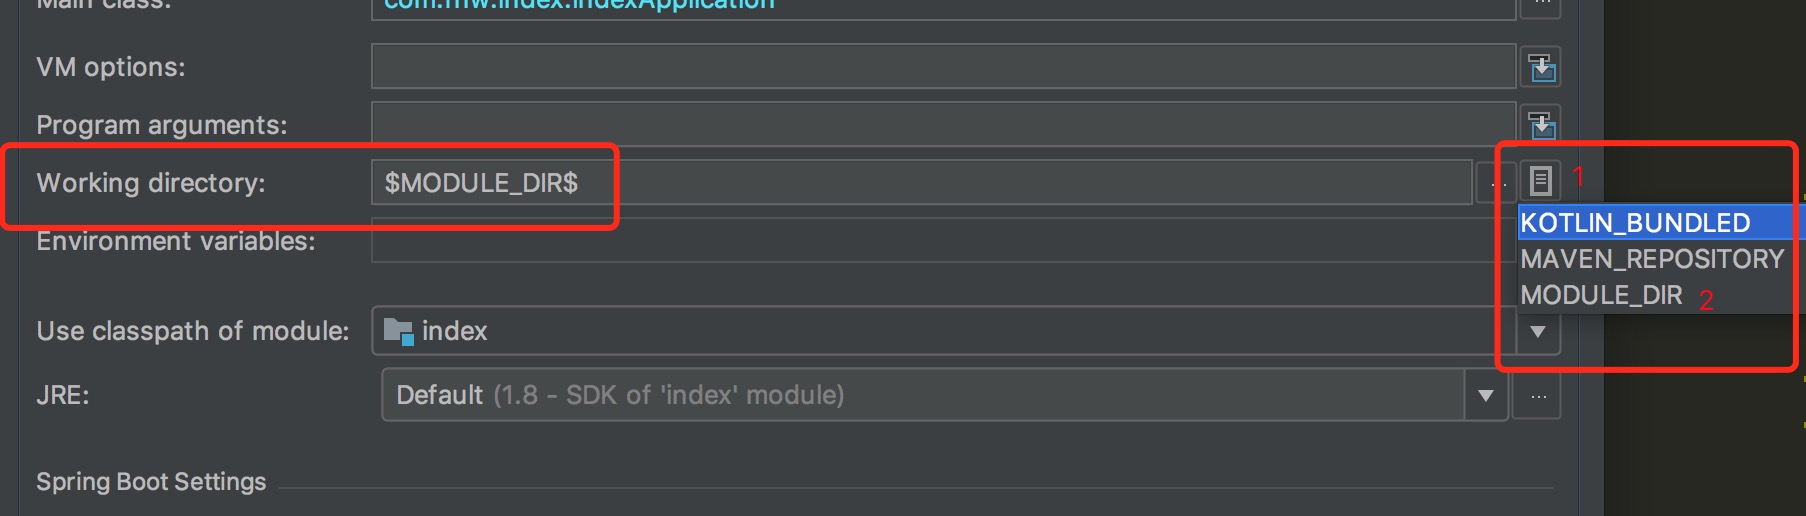 Main class: com.mw.index.IndexApplication ...
VM options:
Program arguments:
Working directory: $MODULE_DIR$ ... 1
KOTLIN_BUNDLED
Environment variables:
MAVEN_REPOSITORY
MODULE_DIR 2
Use classpath of module: index
JRE: Default (1.8 - SDK of 'index' module) ...
Spring Boot Settings